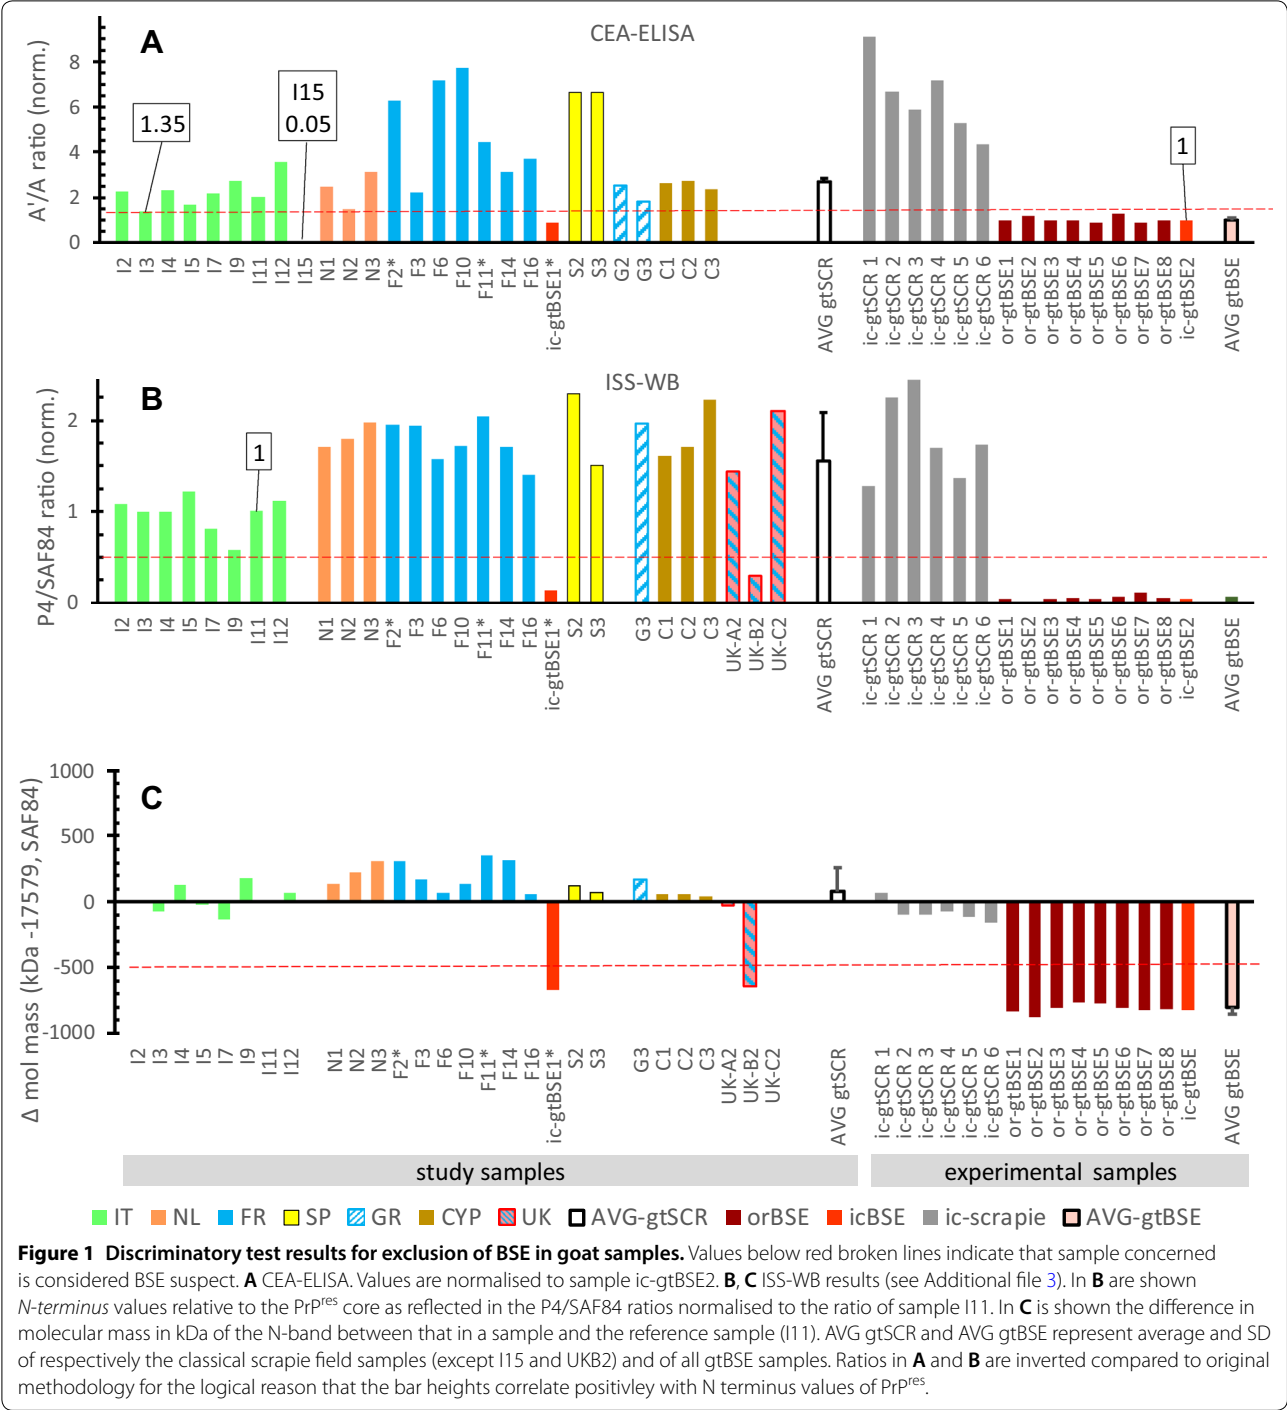 A
CEA-ELISA
A'/A ratio (norm.)
8
6
4
2
0
1.35
I15
0.05
1
I2 I3 I4 I5 I7 I9 I11 I12 I15 N1 N2 N3 F2* F3 F6 F10 F11* F14 F16 ic-gtBSE1* S2 S3 G2 G3 C1 C2 C3 AVG gtSCR ic-gtSCR 1 ic-gtSCR 2 ic-gtSCR 3 ic-gtSCR 4 ic-gtSCR 5 ic-gtSCR 6 or-gtBSE1 or-gtBSE2 or-gtBSE3 or-gtBSE4 or-gtBSE5 or-gtBSE6 or-gtBSE7 or-gtBSE8 ic-gtBSE2 AVG gtBSE
B
ISS-WB
P4/SAF84 ratio (norm.)
2
1
0
1
I2 I3 I4 I5 I7 I9 I11 I12 N1 N2 N3 F2* F3 F6 F10 F11* F14 F16 ic-gtBSE1* S2 S3 G3 C1 C2 C3 UK-A2 UK-B2 UK-C2 AVG gtSCR ic-gtSCR 1 ic-gtSCR 2 ic-gtSCR 3 ic-gtSCR 4 ic-gtSCR 5 ic-gtSCR 6 or-gtBSE1 or-gtBSE2 or-gtBSE3 or-gtBSE4 or-gtBSE5 or-gtBSE6 or-gtBSE7 or-gtBSE8 ic-gtBSE2 AVG gtBSE
C
Δ mol mass (kDa -17579, SAF84)
1000
500
0
-500
-1000
I2 I3 I4 I5 I7 I9 I11 I12 N1 N2 N3 F2* F3 F6 F10 F11* F14 F16 ic-gtBSE1* S2 S3 G3 C1 C2 C3 UK-A2 UK-B2 UK-C2 AVG gtSCR ic-gtSCR 1 ic-gtSCR 2 ic-gtSCR 3 ic-gtSCR 4 ic-gtSCR 5 ic-gtSCR 6 or-gtBSE1 or-gtBSE2 or-gtBSE3 or-gtBSE4 or-gtBSE5 or-gtBSE6 or-gtBSE7 or-gtBSE8 ic-gtBSE AVG gtBSE
study samples experimental samples
IT NL FR SP GR CYP UK AVG-gtSCR orBSE icBSE ic-scrapie AVG-gtBSE
Figure 1 Discriminatory test results for exclusion of BSE in goat samples. Values below red broken lines indicate that sample concerned
is considered BSE suspect. A CEA-ELISA. Values are normalised to sample ic-gtBSE2. B, C ISS-WB results (see Additional file 3). In B are shown
N-terminus values relative to the PrPres core as reflected in the P4/SAF84 ratios normalised to the ratio of sample I11. In C is shown the difference in
molecular mass in kDa of the N-band between that in a sample and the reference sample (I11). AVG gtSCR and AVG gtBSE represent average and SD
of respectively the classical scrapie field samples (except I15 and UKB2) and of all gtBSE samples. Ratios in A and B are inverted compared to original
methodology for the logical reason that the bar heights correlate positivley with N terminus values of PrPres.